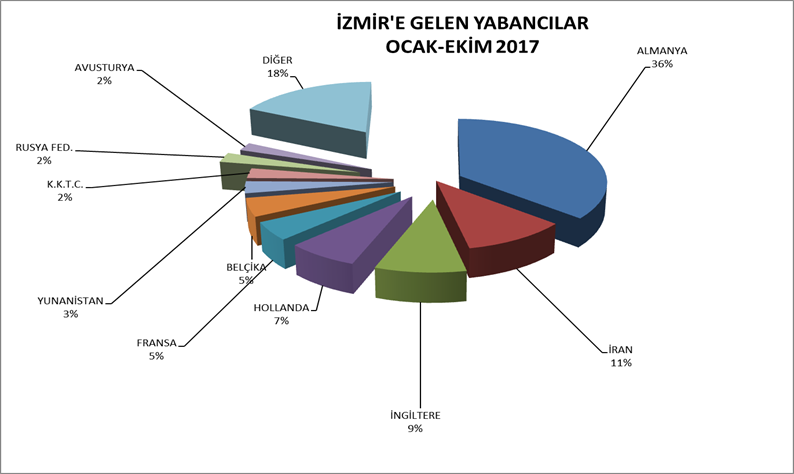 İZMİR'E GELEN YABANCILAR
OCAK-EKİM 2017
ALMANYA
36%
İRAN
11%
İNGİLTERE
9%
HOLLANDA
7%
FRANSA
5%
BELÇİKA
5%
YUNANİSTAN
3%
K.K.T.C.
2%
RUSYA FED.
2%
AVUSTURYA
2%
DİĞER
18%